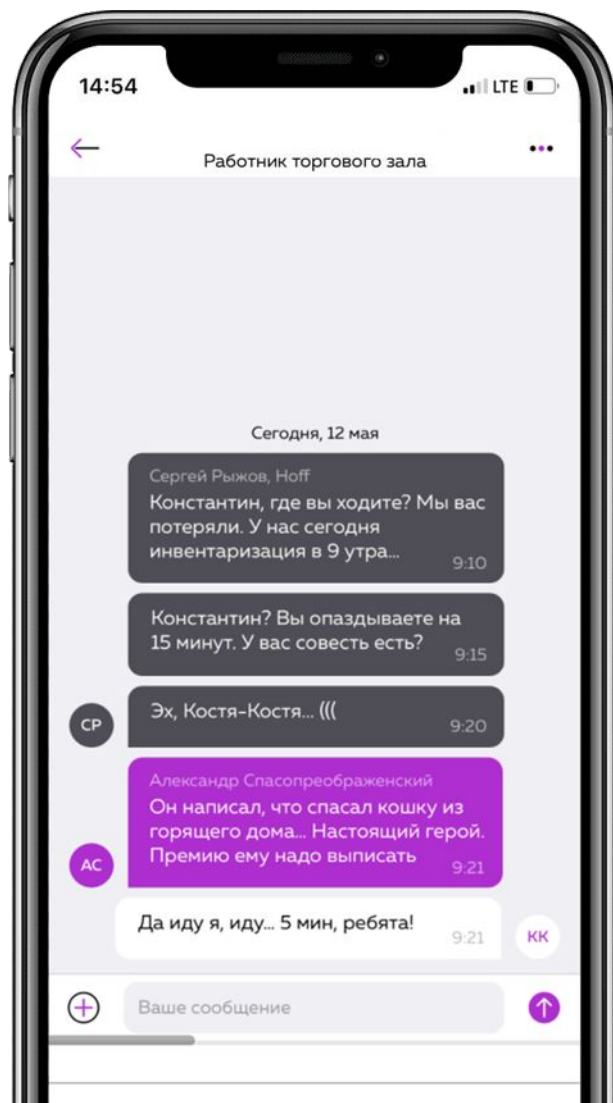 14:54
LTE
Работник торгового зала
Сегодня, 12 мая
Сергей Рыжов, Hoff
Константин, где вы ходите? Мы вас
потеряли. У нас сегодня
инвентаризация в 9 утра...
9:10
Константин? Вы опаздываете на
15 минут. У вас совесть есть?
9:15
СР
Эх, Костя-Костя... (((
9:20
Александр Спасопреображенский
Он написал, что спасал кошку из
горящего дома... Настоящий герой.
Премию ему надо выписать
9:21
АС
Да иду я, иду... 5 мин, ребята!
9:21
КК
Ваше сообщение